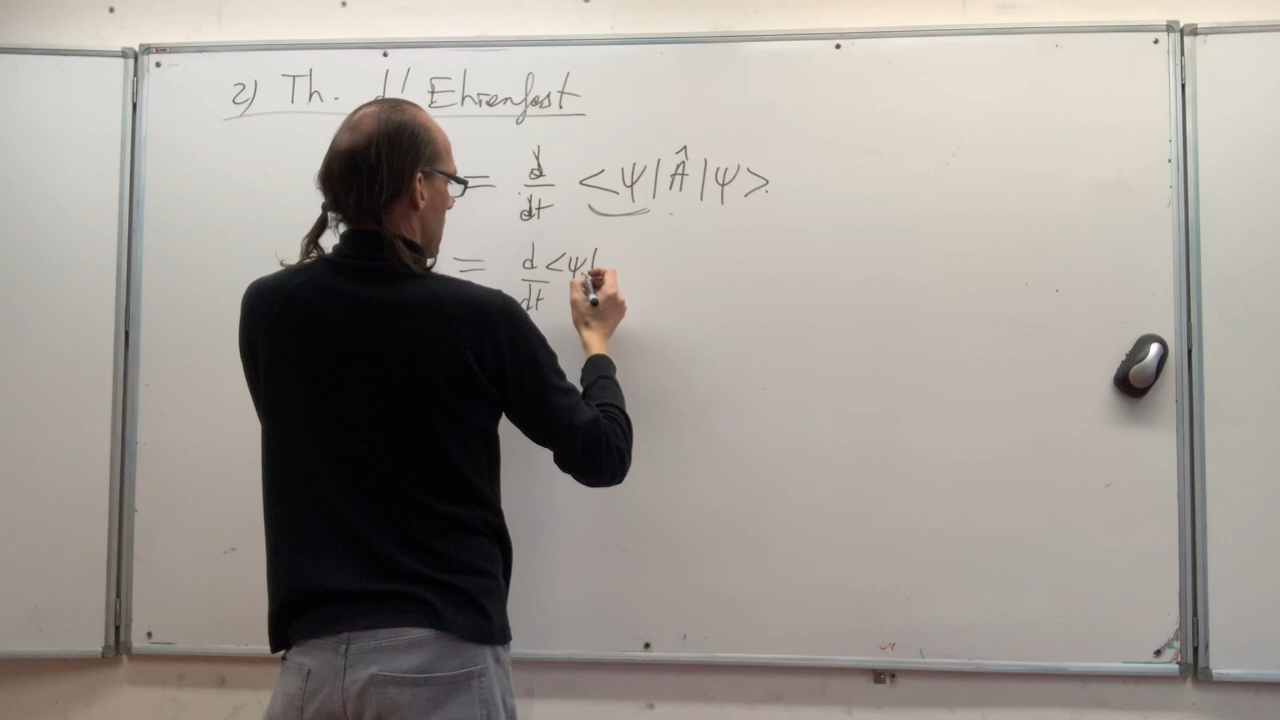 2) Th. d' Ehrenfest
= d/dt <ψ|Â|ψ>
= d<ψ|/dt